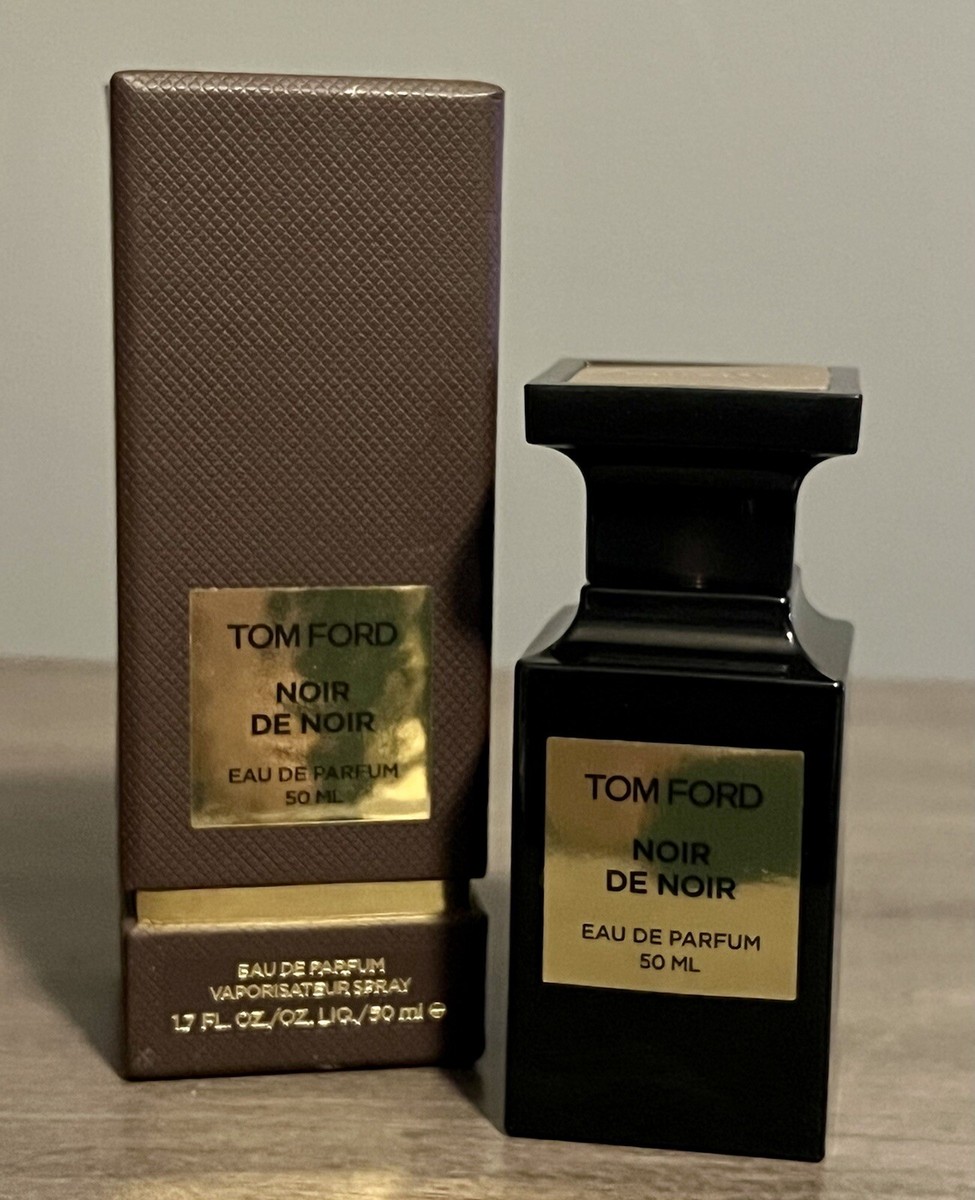 TOM FORD
NOIR
DE NOIR
EAU DE PARFUM
50 ML
EAU DE PARFUM
VAPORISATEUR SPRAY
1.7 FL. OZ./OZ. LIQ./50 ml ℮
TOM FORD
NOIR
DE NOIR
EAU DE PARFUM
50 ML